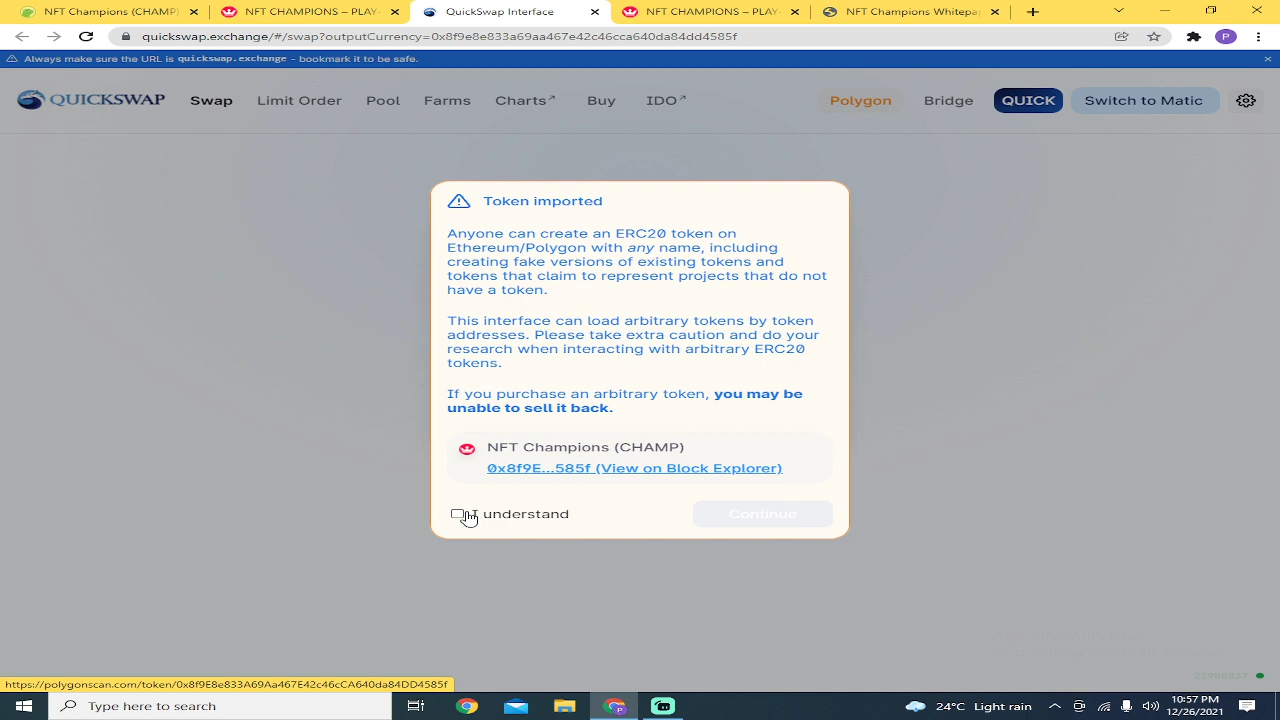 NFT Champions (CHAMP)
NFT CHAMPIONS – PLAY-
QuickSwap Interface
NFT CHAMPIONS – PLAY-
NFT Champions Whitepa
quickswap.exchange/#/swap?outputCurrency=0x8f9e8e833a69aa467e42c46cca640da84dd4585f
P
Always make sure the URL is quickswap.exchange - bookmark it to be safe.
QUICKSWAP
Swap
Limit Order
Pool
Farms
Charts↗
Buy
IDO↗
Polygon
Bridge
QUICK
Switch to Matic
Token imported
Anyone can create an ERC20 token on
Ethereum/Polygon with any name, including
creating fake versions of existing tokens and
tokens that claim to represent projects that do not
have a token.
This interface can load arbitrary tokens by token
addresses. Please take extra caution and do your
research when interacting with arbitrary ERC20
tokens.
If you purchase an arbitrary token, you may be
unable to sell it back.
NFT Champions (CHAMP)
0x8f9E...585f (View on Block Explorer)
I understand
Continue
22988837
https://polygonscan.com/token/0x8f9E8e833A69Aa467E42c46cCA640da84DD4585f
Type here to search
24°C Light rain
10:57 PM
12/26/2021